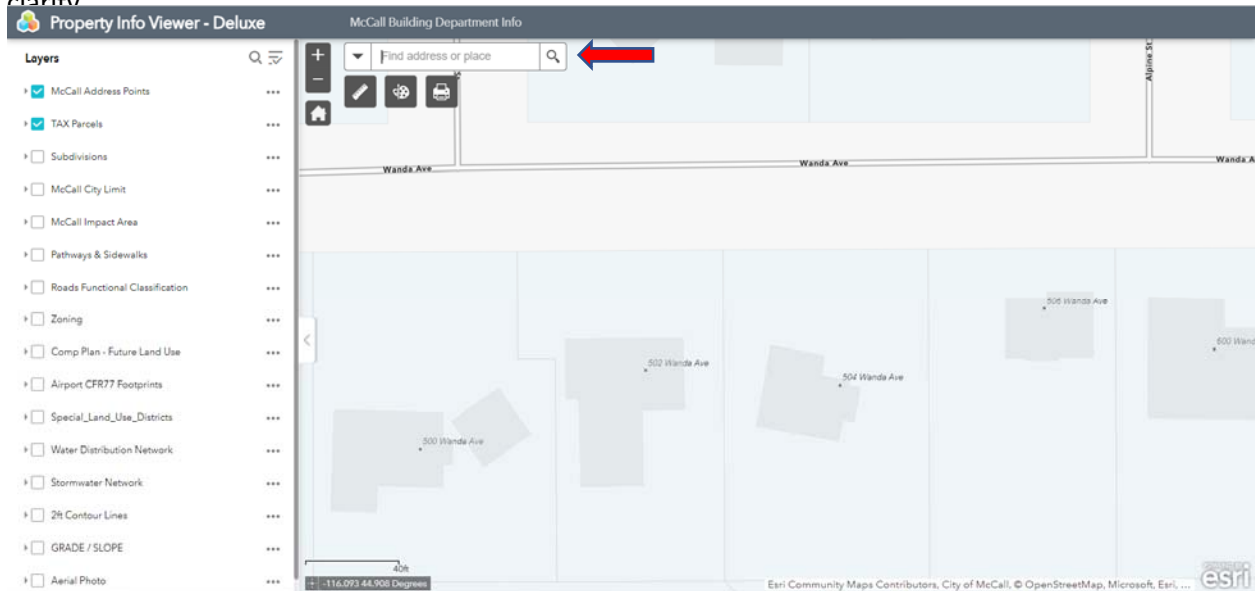 clarity
Property Info Viewer - Deluxe
McCall Building Department Info
Layers
McCall Address Points
TAX Parcels
Subdivisions
McCall City Limit
McCall Impact Area
Pathways & Sidewalks
Roads Functional Classification
Zoning
Comp Plan - Future Land Use
Airport CFR77 Footprints
Special_Land_Use_Districts
Water Distribution Network
Stormwater Network
2ft Contour Lines
GRADE / SLOPE
Aerial Photo
Find address or place
Alpine St
Wanda Ave
Wanda Ave
Wanda A
506 Wanda Ave
600 Wand
502 Wanda Ave
504 Wanda Ave
500 Wanda Ave
40ft
-116.093 44.908 Degrees
Esri Community Maps Contributors, City of McCall, © OpenStreetMap, Microsoft, Esri, ...
esri